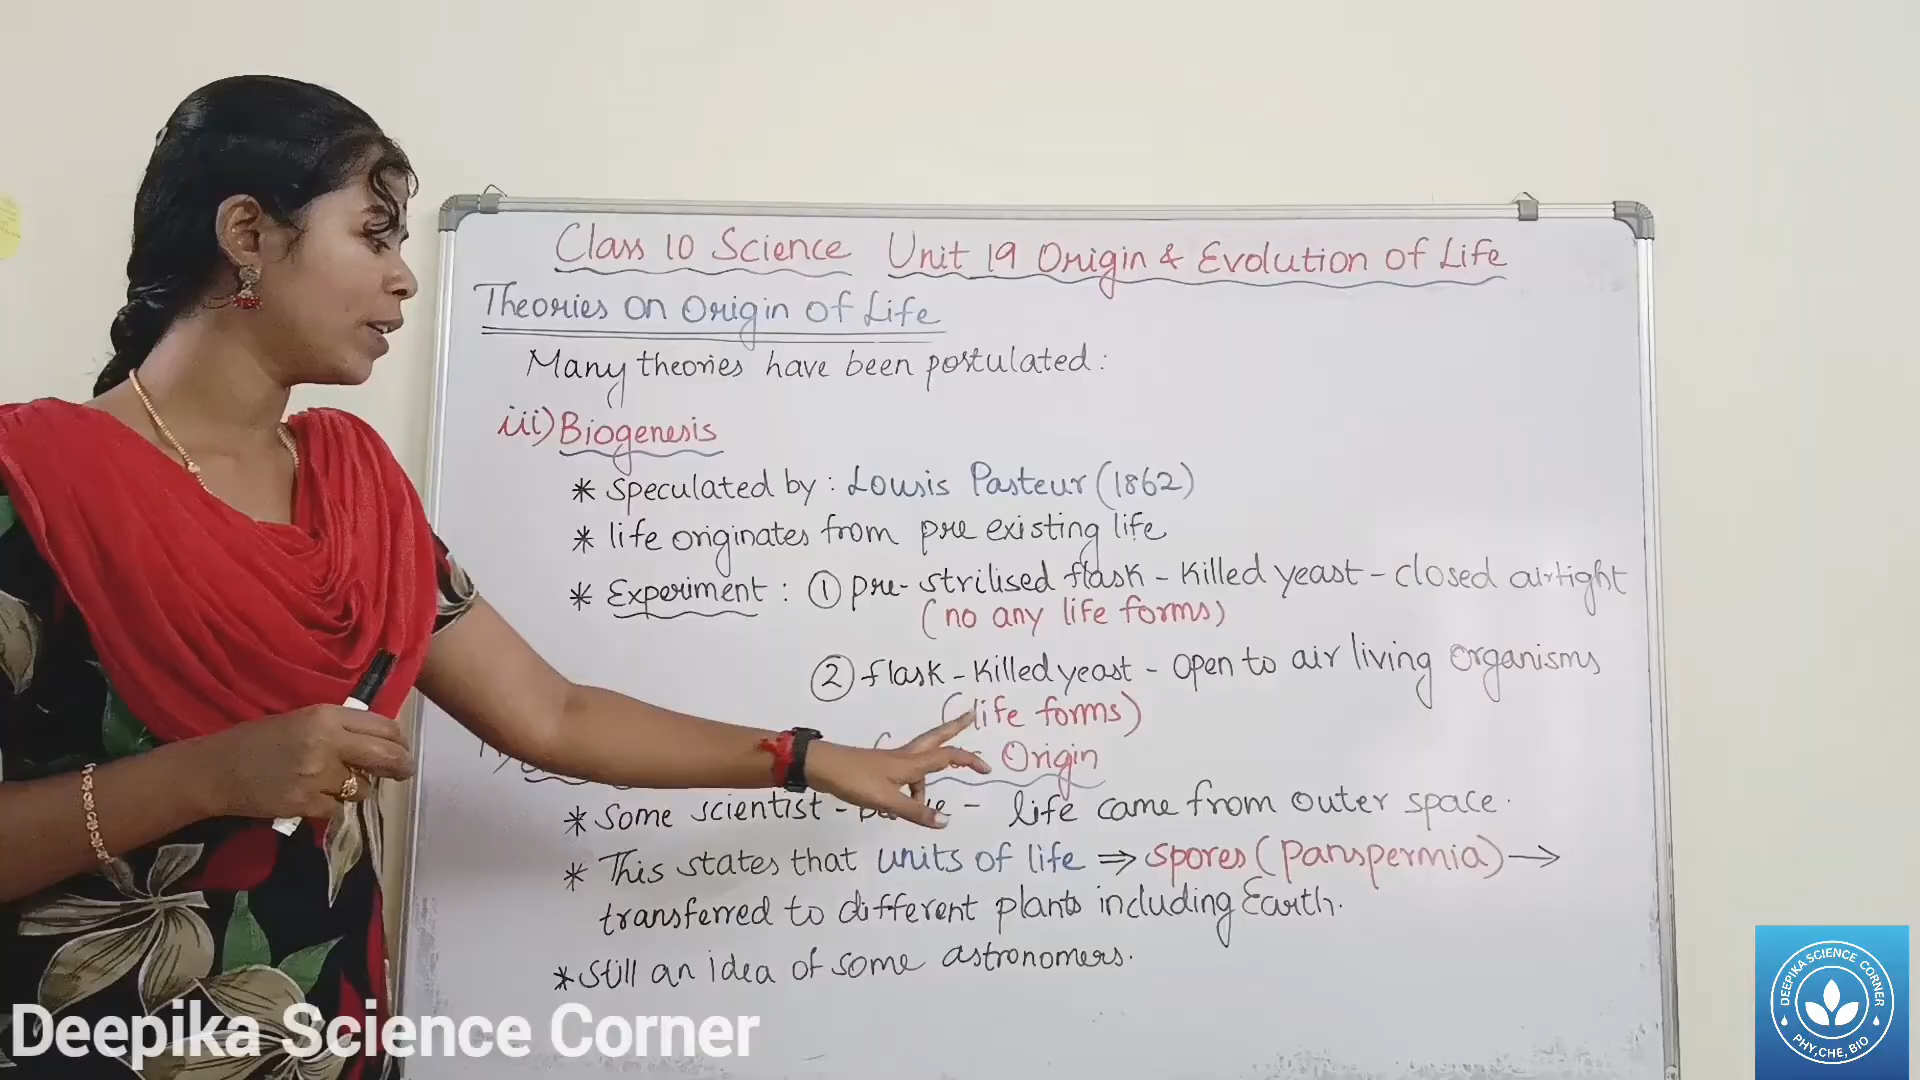 Class 10 Science Unit 19 Origin & Evolution of Life
Theories on Origin of Life
Many theories have been postulated:
iii) Biogenesis
* speculated by: Lousis Pasteur (1862)
* life originates from pre existing life
* Experiment: ① pre-strilised flask - Killed yeast - closed airtight
(no any life forms)
② flask - Killed yeast - open to air living organisms
(life forms)
Origin
* Some scientist - - life came from outer space.
* This states that units of life ⇒ spores (panspermia) →
transferred to different plants including Earth.
* still an idea of some astronomers.
Deepika Science Corner
DEEPIKA SCIENCE CORNER
PHY, CHE, BIO